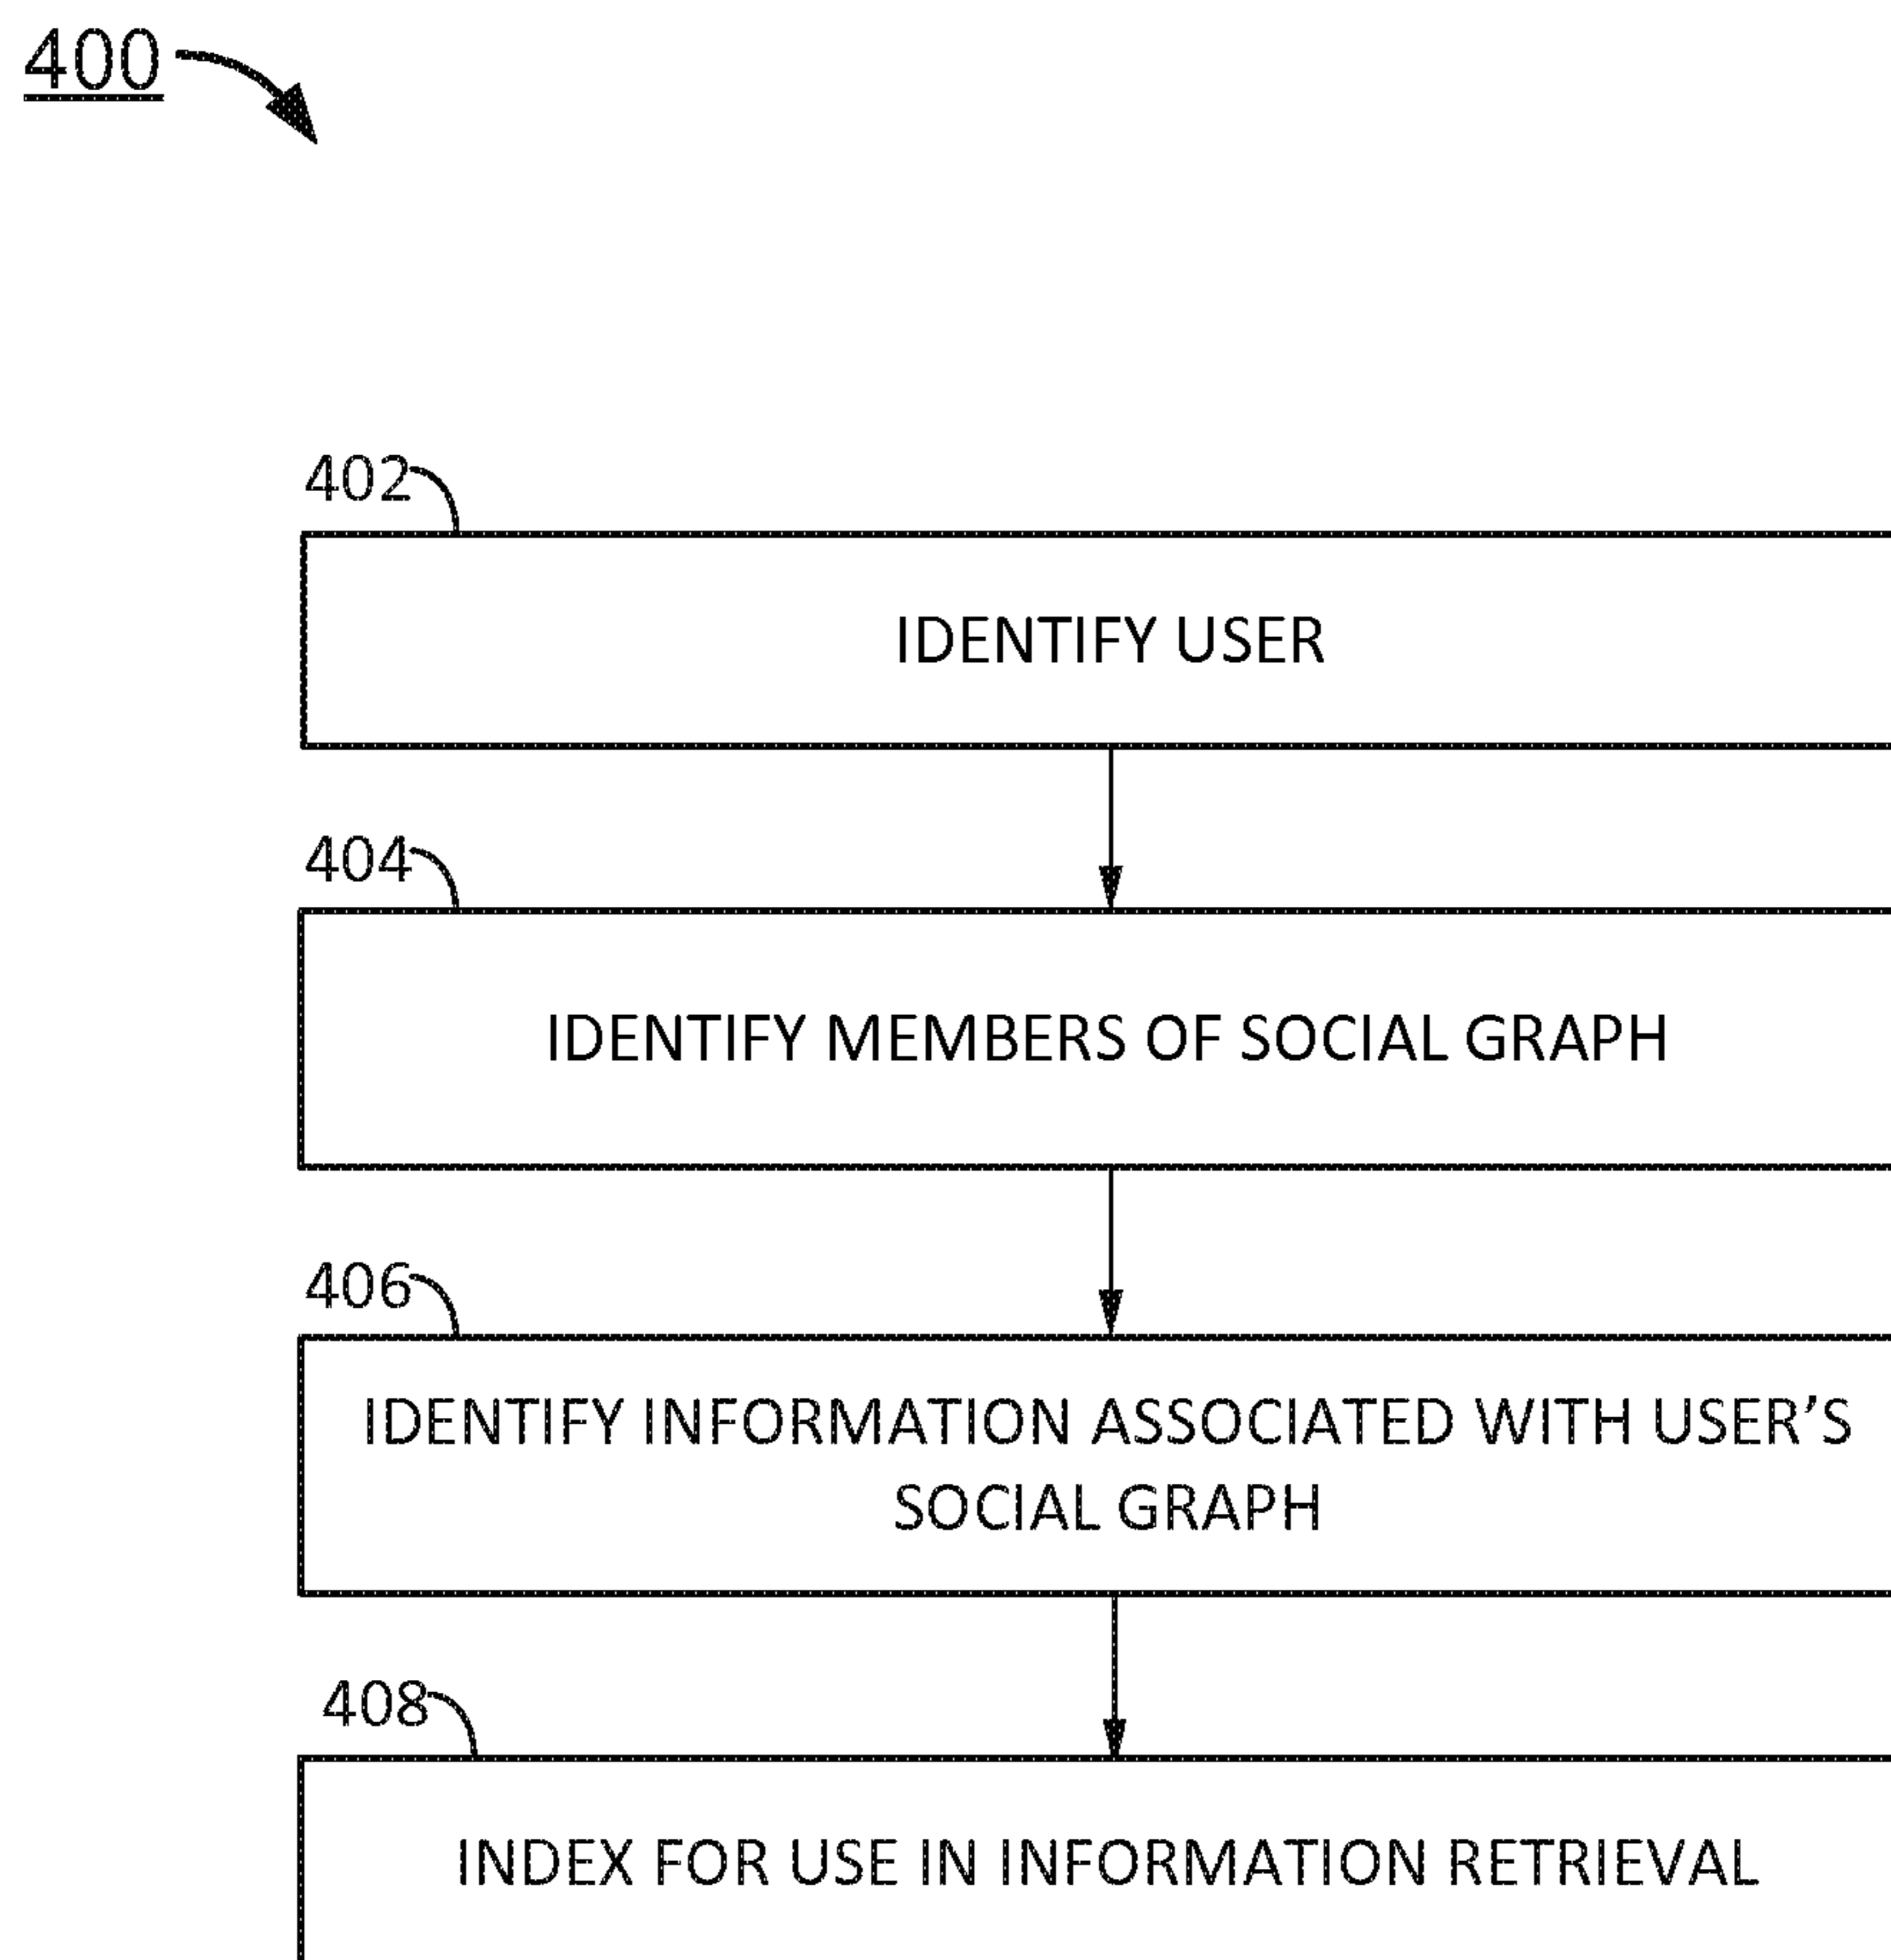 400
402
IDENTIFY USER
404
IDENTIFY MEMBERS OF SOCIAL GRAPH
406
IDENTIFY INFORMATION ASSOCIATED WITH USER’S
SOCIAL GRAPH
408
INDEX FOR USE IN INFORMATION RETRIEVAL